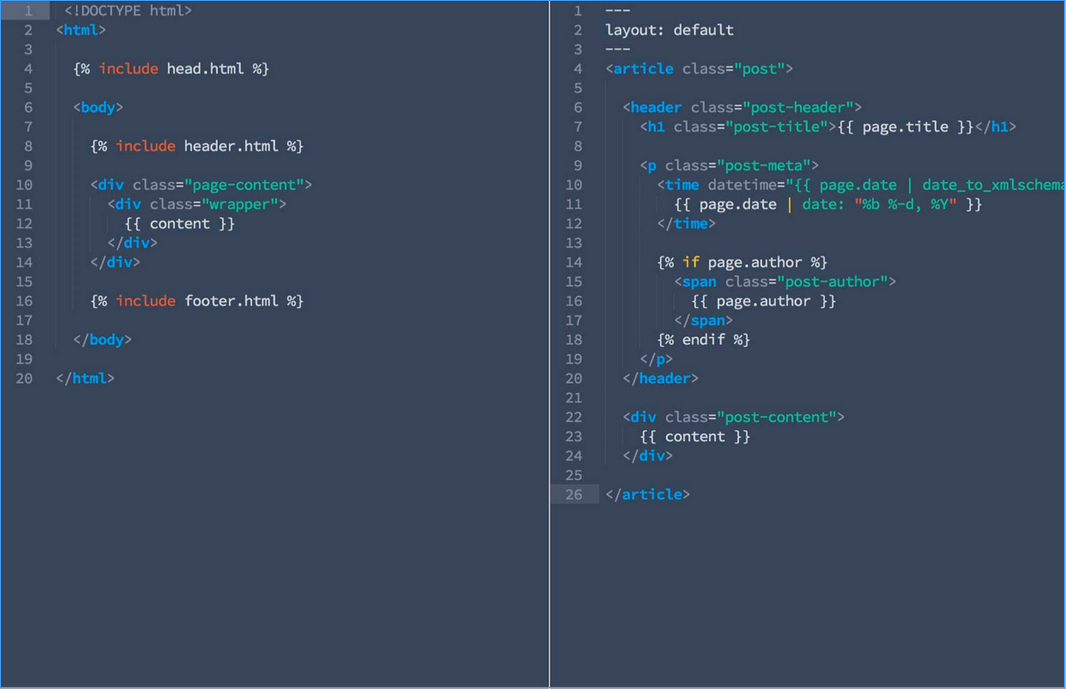 1 <!DOCTYPE html>
2 <html>
3
4 {% include head.html %}
5
6 <body>
7
8 {% include header.html %}
9
10 <div class="page-content">
11 <div class="wrapper">
12 {{ content }}
13 </div>
14 </div>
15
16 {% include footer.html %}
17
18 </body>
19
20 </html>
1 ---
2 layout: default
3 ---
4 <article class="post">
5
6 <header class="post-header">
7 <h1 class="post-title">{{ page.title }}</h1>
8
9 <p class="post-meta">
10 <time datetime="{{ page.date | date_to_xmlschema
11 {{ page.date | date: "%b %-d, %Y" }}
12 </time>
13
14 {% if page.author %}
15 <span class="post-author">
16 {{ page.author }}
17 </span>
18 {% endif %}
19 </p>
20 </header>
21
22 <div class="post-content">
23 {{ content }}
24 </div>
25
26 </article>